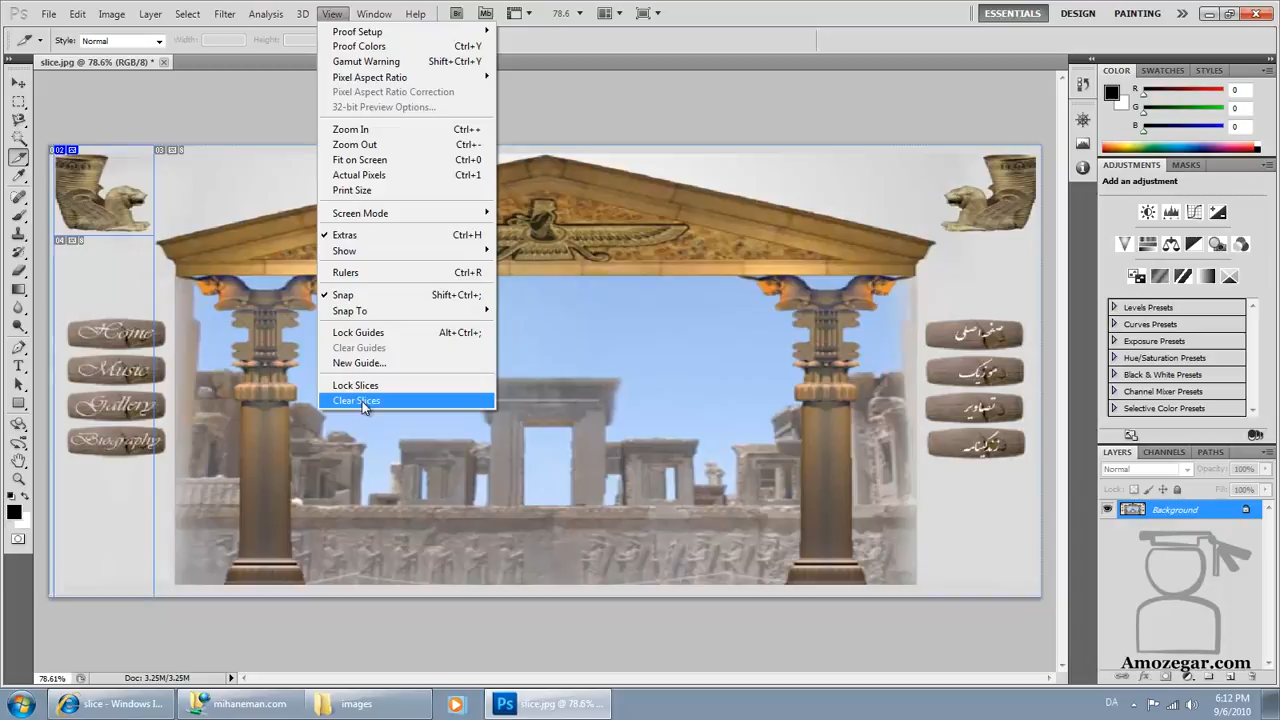 Ps File Edit Image Layer Select Filter Analysis 3D View Window Help Br Mb 78.6 ESSENTIALS DESIGN PAINTING
Style: Normal Width: Height:
slice.jpg @ 78.6% (RGB/8) *
Proof Setup
Proof Colors Ctrl+Y
Gamut Warning Shift+Ctrl+Y
Pixel Aspect Ratio
Pixel Aspect Ratio Correction
32-bit Preview Options...
Zoom In Ctrl++
Zoom Out Ctrl+-
Fit on Screen Ctrl+0
Actual Pixels Ctrl+1
Print Size
Screen Mode
Extras Ctrl+H
Show
Rulers Ctrl+R
Snap Shift+Ctrl+;
Snap To
Lock Guides Alt+Ctrl+;
Clear Guides
New Guide...
Lock Slices
Clear Slices
02
03
04
Home
Music
Gallery
Biography
صفحه اصلی
موزیک
تصاویر
زندگینامه
COLOR SWATCHES STYLES
R 0
G 0
B 0
ADJUSTMENTS MASKS
Add an adjustment
Levels Presets
Curves Presets
Exposure Presets
Hue/Saturation Presets
Black & White Presets
Channel Mixer Presets
Selective Color Presets
LAYERS CHANNELS PATHS
Normal Opacity: 100%
Lock: Fill: 100%
Background
Amozegar.com
78.61% Doc: 3.25M/3.25M
slice - Windows I... mihaneman.com images Ps slice.jpg @ 78.6% ... DA 6:12 PM
9/6/2010